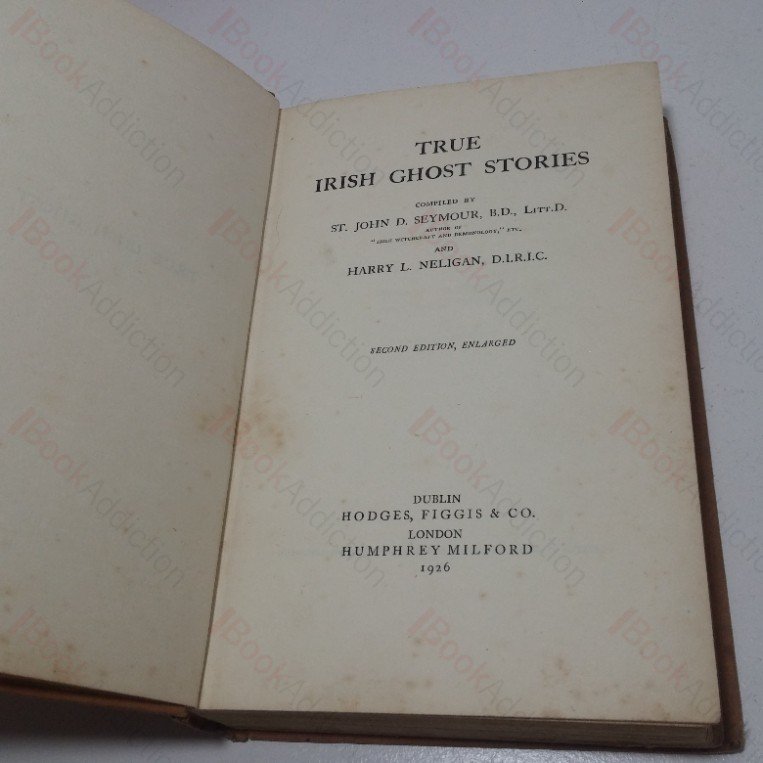 TRUE
IRISH GHOST STORIES
COMPILED BY
ST. JOHN D. SEYMOUR, B.D., LITT.D.
AUTHOR OF
"IRISH WITCHCRAFT AND DEMONOLOGY," ETC.
AND
HARRY L. NELIGAN, D.I.R.I.C.
SECOND EDITION, ENLARGED
DUBLIN
HODGES, FIGGIS & CO.
LONDON
HUMPHREY MILFORD
1926
BookAddiction